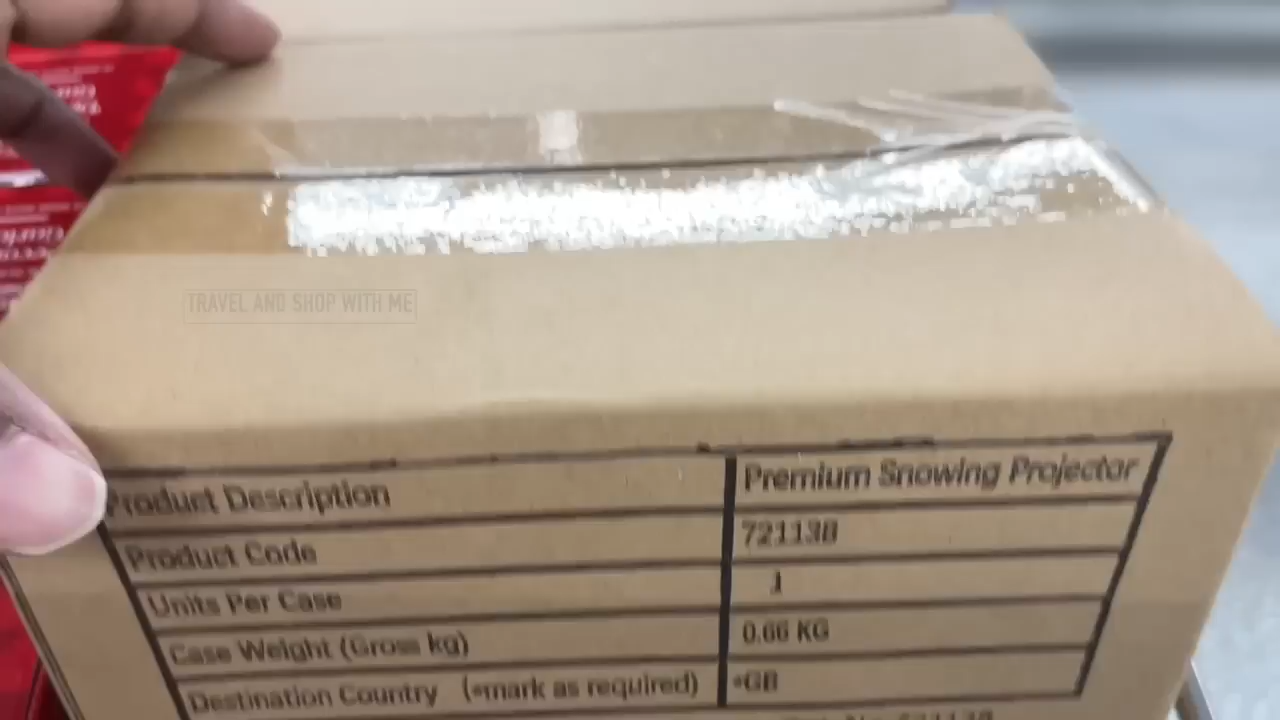 TRAVEL AND SHOP WITH ME
Product Description Premium Snowing Projector
Product Code 721138
Units Per Case 1
Case Weight (Gross kg) 0.66 KG
Destination Country (*mark as required) *GB